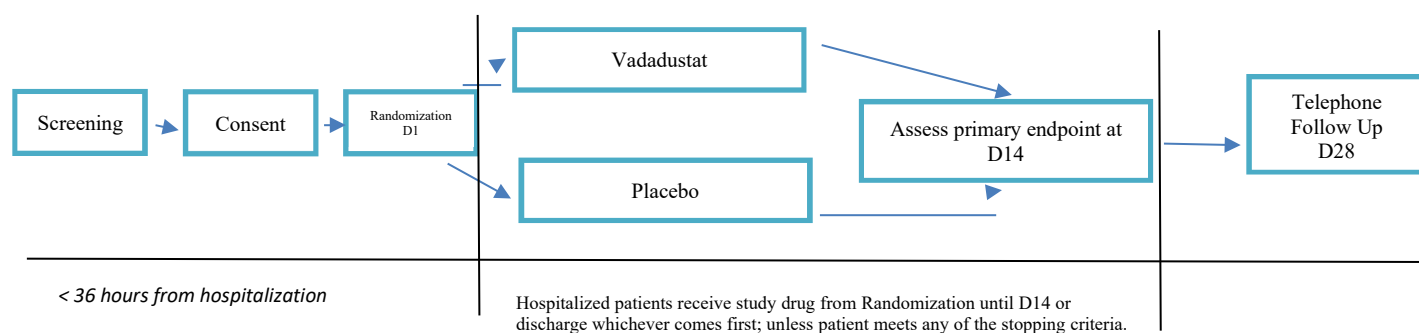 Screening
Consent
Randomization
D1
Vadadustat
Placebo
Assess primary endpoint at
D14
Telephone
Follow Up
D28
< 36 hours from hospitalization
Hospitalized patients receive study drug from Randomization until D14 or
discharge whichever comes first; unless patient meets any of the stopping criteria.